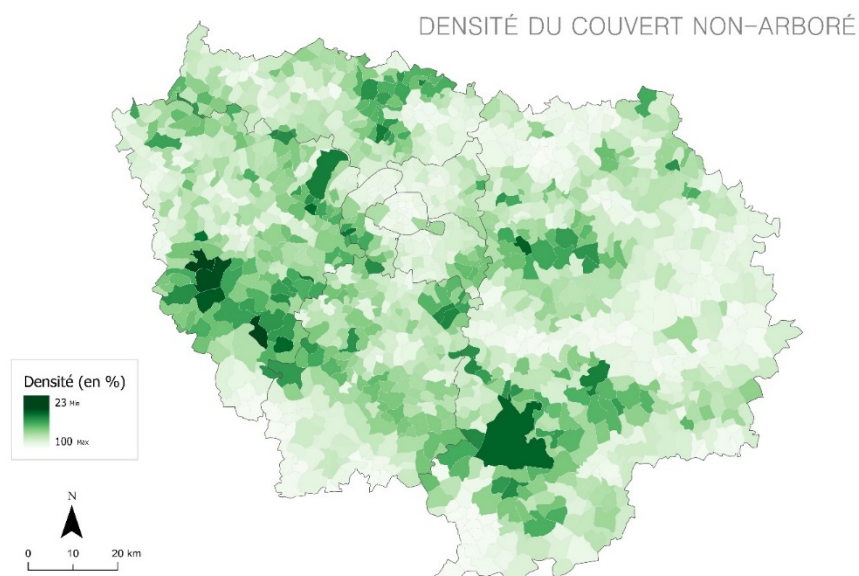 DENSITÉ DU COUVERT NON-ARBORÉ
Densité (en %)
23 Min
100 Max
N
0 10 20 km